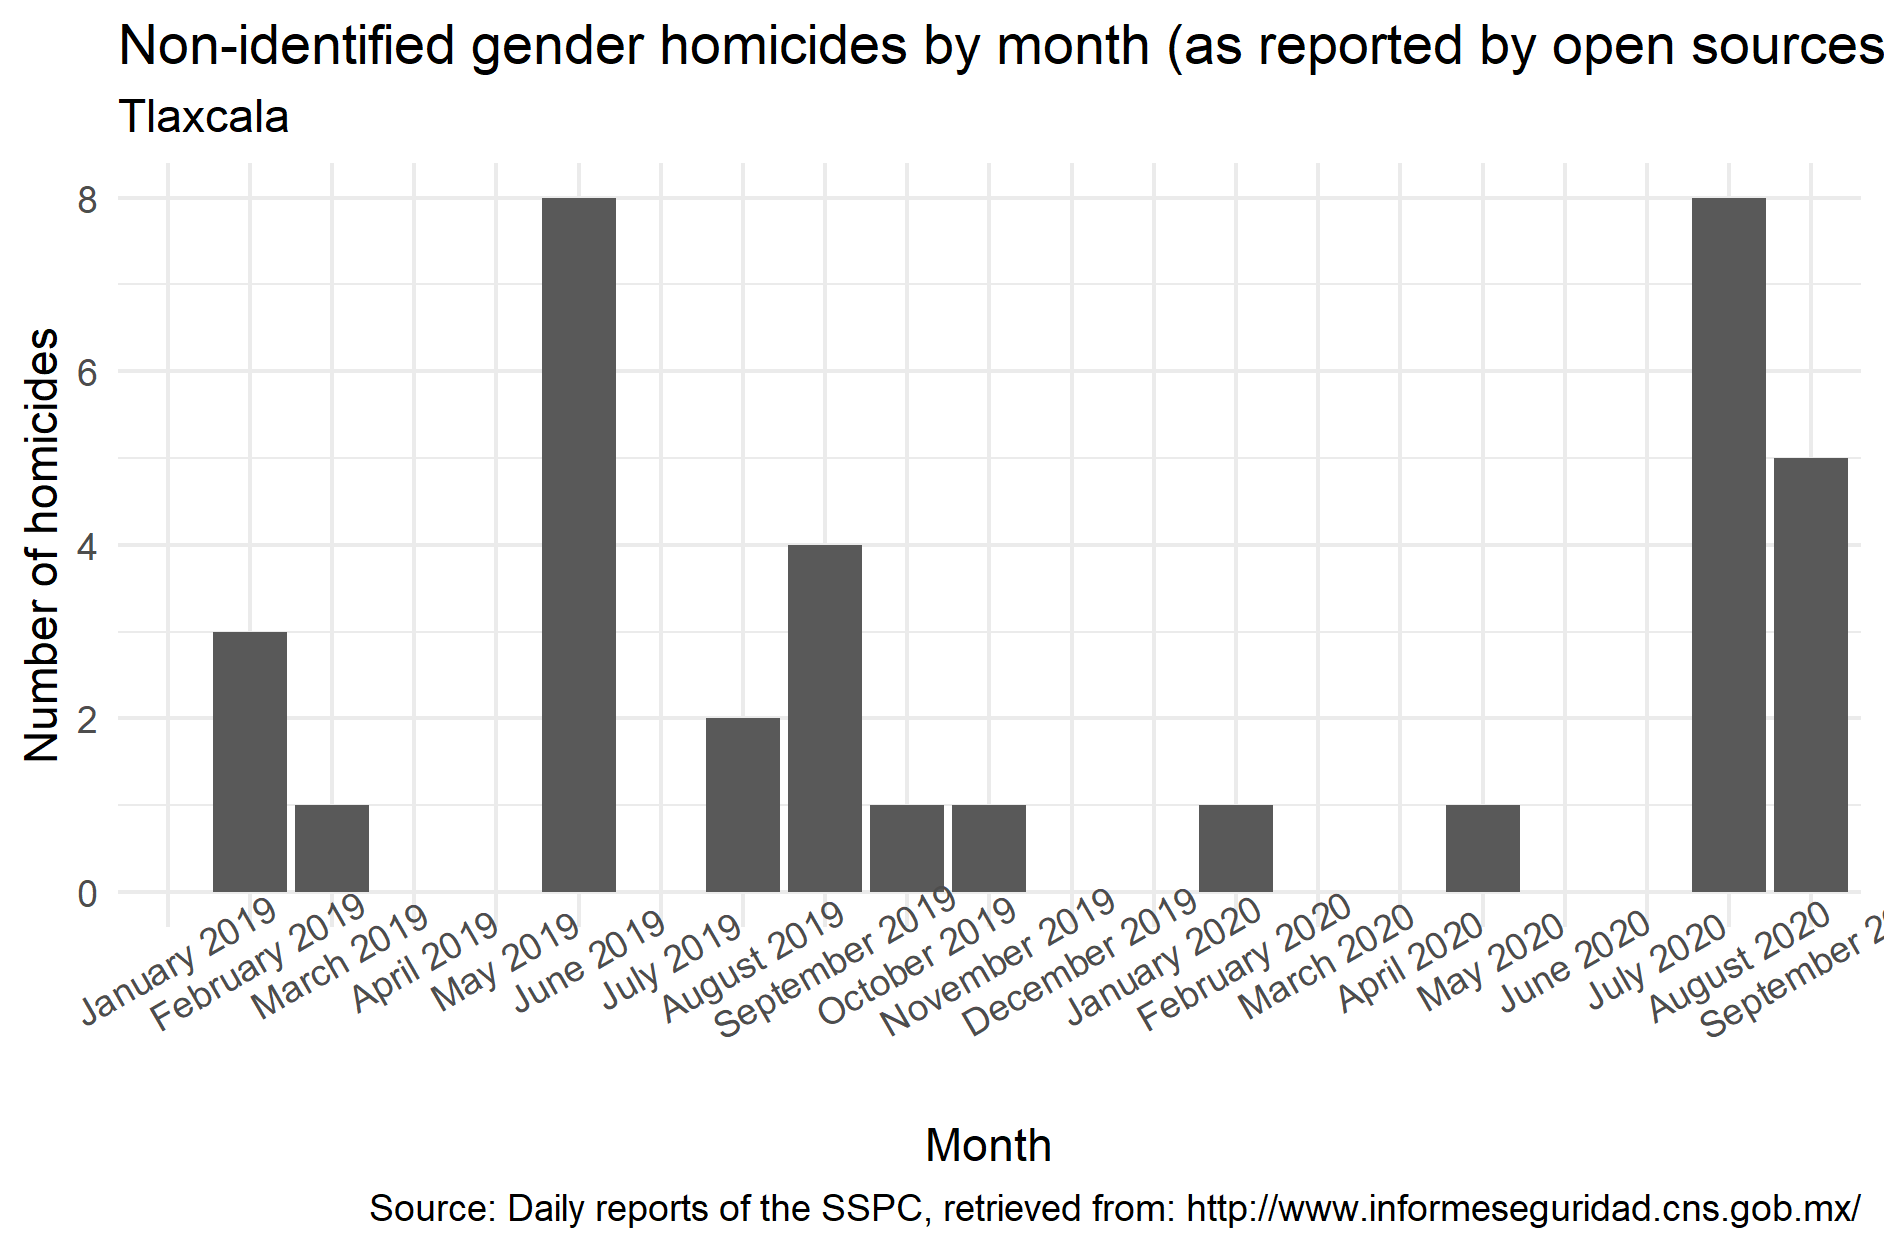 Non-identified gender homicides by month (as reported by open sources
Tlaxcala
Number of homicides
8
6
4
2
0
January 2019
February 2019
March 2019
April 2019
May 2019
June 2019
July 2019
August 2019
September 2019
October 2019
November 2019
December 2019
January 2020
February 2020
March 2020
April 2020
May 2020
June 2020
July 2020
August 2020
September 2
Month
Source: Daily reports of the SSPC, retrieved from: http://www.informeseguridad.cns.gob.mx/